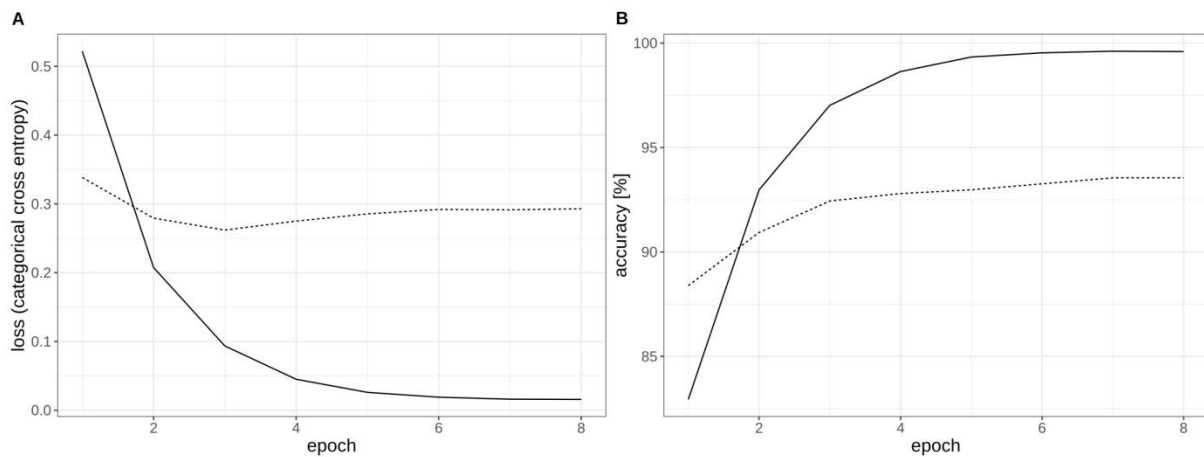 A
loss (categorical cross entropy)
0.5
0.4
0.3
0.2
0.1
0.0
2 4 6 8
epoch
B
accuracy [%]
100
95
90
85
2 4 6 8
epoch